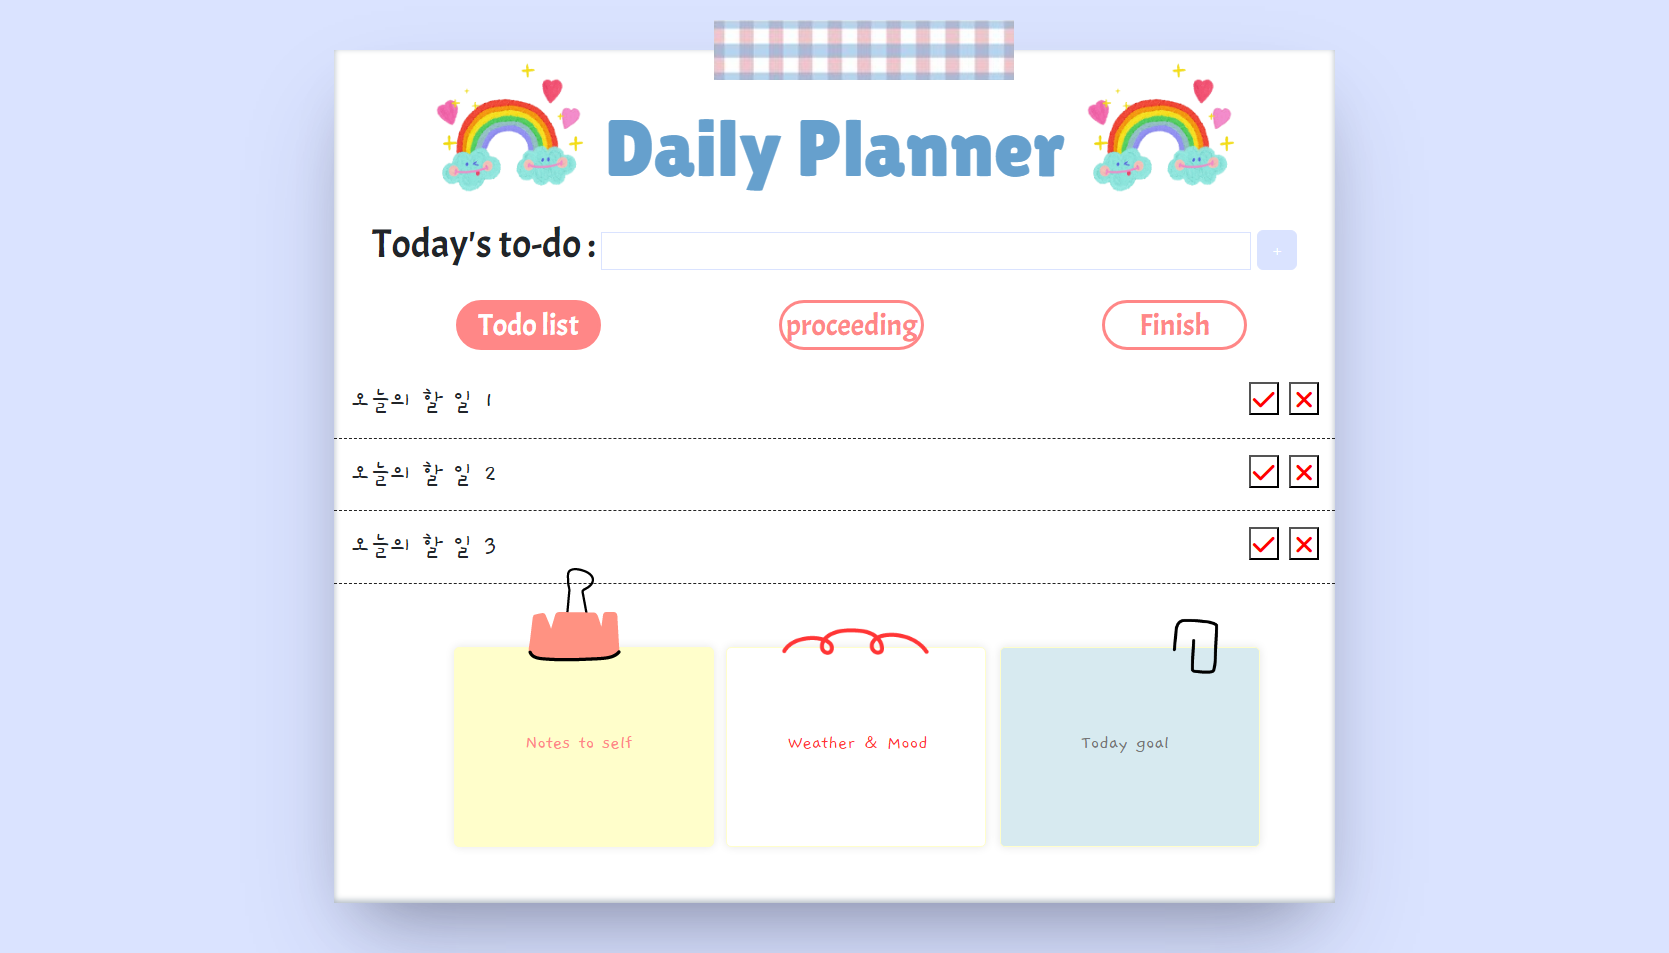 Daily Planner
Today's to-do :
+
Todo list
proceeding
Finish
오늘의 할 일 1
오늘의 할 일 2
오늘의 할 일 3
Notes to self
Weather & Mood
Today goal